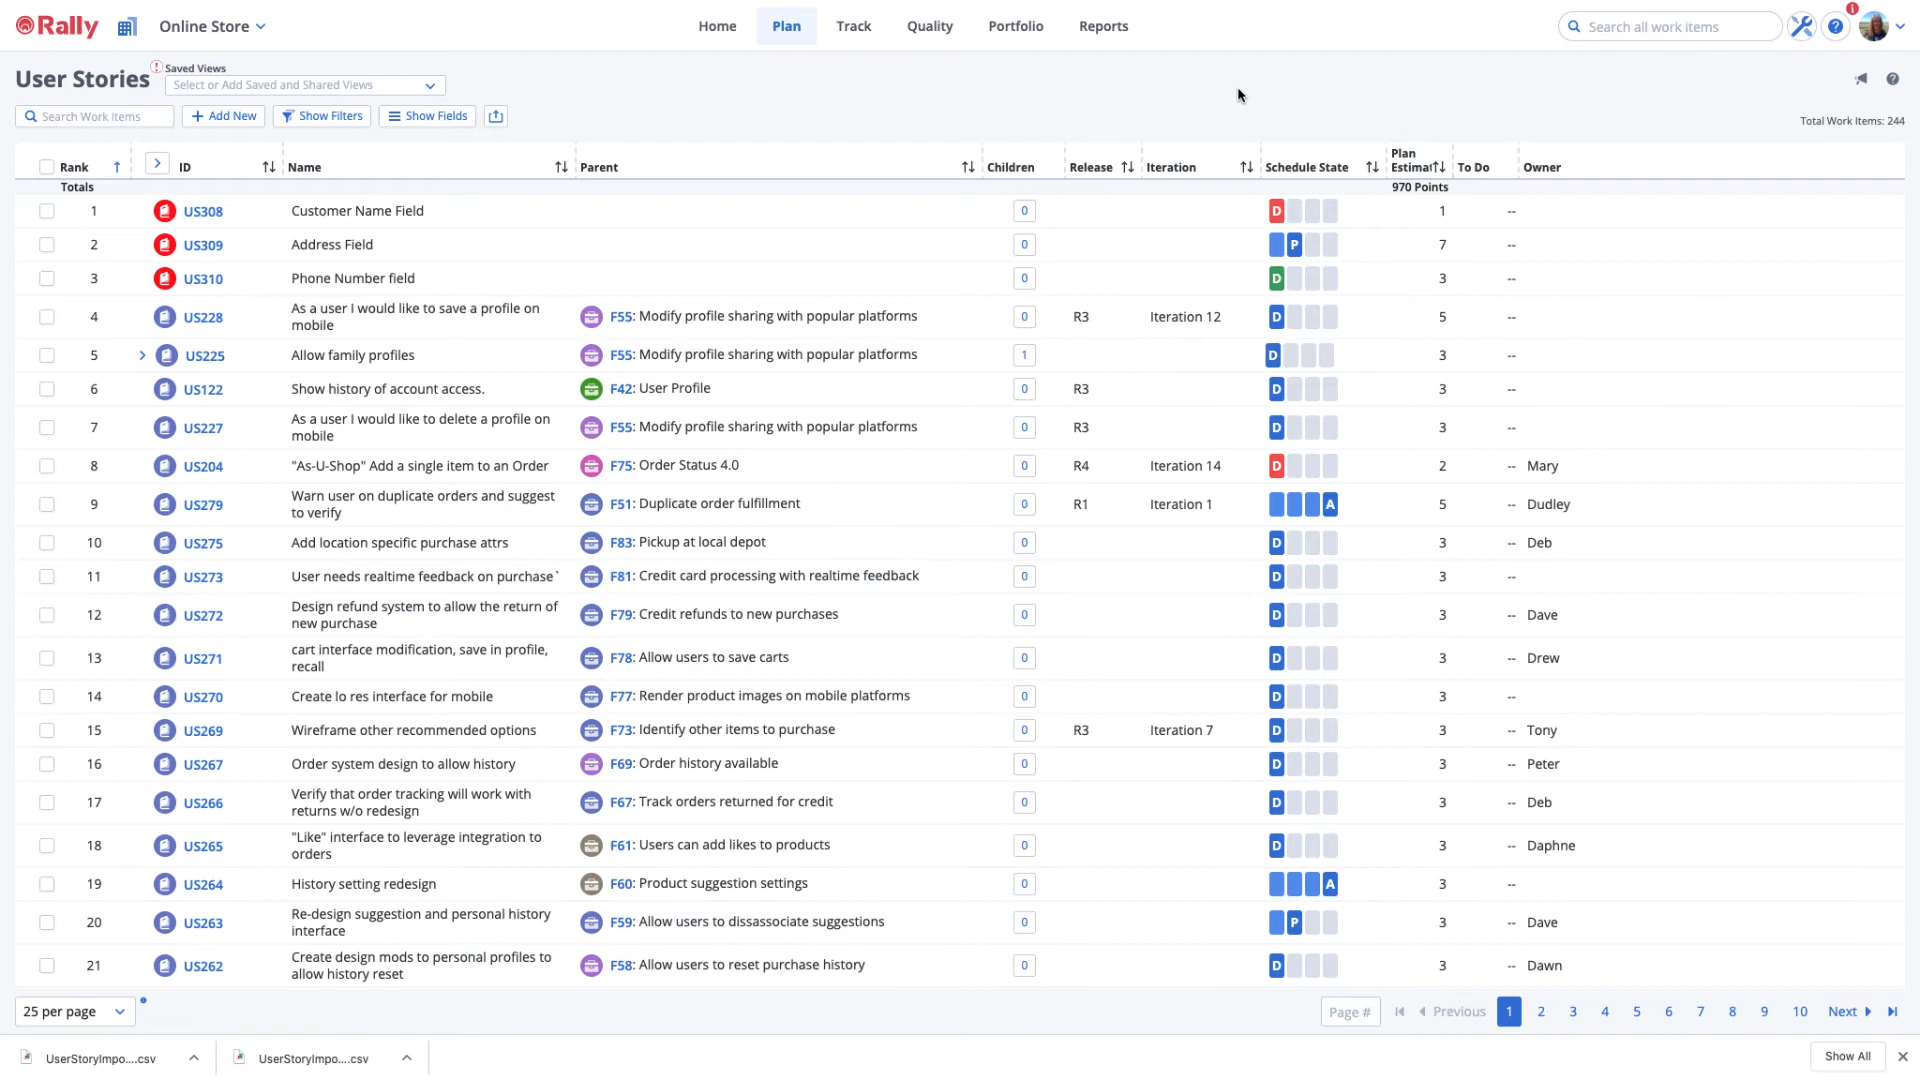 Rally Online Store Home Plan Track Quality Portfolio Reports Search all work items
User Stories
Saved Views
Select or Add Saved and Shared Views
Search Work Items + Add New Show Filters Show Fields
Total Work Items: 244
Rank ID Name Parent Children Release Iteration Schedule State Plan Estimat To Do Owner
Totals 970 Points
1 US308 Customer Name Field 0 D 1 --
2 US309 Address Field 0 P 7 --
3 US310 Phone Number field 0 D 3 --
4 US228 As a user I would like to save a profile on mobile F55: Modify profile sharing with popular platforms 0 R3 Iteration 12 D 5 --
5 US225 Allow family profiles F55: Modify profile sharing with popular platforms 1 D 3 --
6 US122 Show history of account access. F42: User Profile 0 R3 D 3 --
7 US227 As a user I would like to delete a profile on mobile F55: Modify profile sharing with popular platforms 0 R3 D 3 --
8 US204 "As-U-Shop" Add a single item to an Order F75: Order Status 4.0 0 R4 Iteration 14 D 2 -- Mary
9 US279 Warn user on duplicate orders and suggest to verify F51: Duplicate order fulfillment 0 R1 Iteration 1 A 5 -- Dudley
10 US275 Add location specific purchase attrs F83: Pickup at local depot 0 D 3 -- Deb
11 US273 User needs realtime feedback on purchase` F81: Credit card processing with realtime feedback 0 D 3 --
12 US272 Design refund system to allow the return of new purchase F79: Credit refunds to new purchases 0 D 3 -- Dave
13 US271 cart interface modification, save in profile, recall F78: Allow users to save carts 0 D 3 -- Drew
14 US270 Create lo res interface for mobile F77: Render product images on mobile platforms 0 D 3 --
15 US269 Wireframe other recommended options F73: Identify other items to purchase 0 R3 Iteration 7 D 3 -- Tony
16 US267 Order system design to allow history F69: Order history available 0 D 3 -- Peter
17 US266 Verify that order tracking will work with returns w/o redesign F67: Track orders returned for credit 0 D 3 -- Deb
18 US265 "Like" interface to leverage integration to orders F61: Users can add likes to products 0 D 3 -- Daphne
19 US264 History setting redesign F60: Product suggestion settings 0 A 3 --
20 US263 Re-design suggestion and personal history interface F59: Allow users to dissassociate suggestions 0 P 3 -- Dave
21 US262 Create design mods to personal profiles to allow history reset F58: Allow users to reset purchase history 0 D 3 -- Dawn
25 per page Page # Previous 1 2 3 4 5 6 7 8 9 10 Next
UserStoryImpo....csv UserStoryImpo....csv Show All